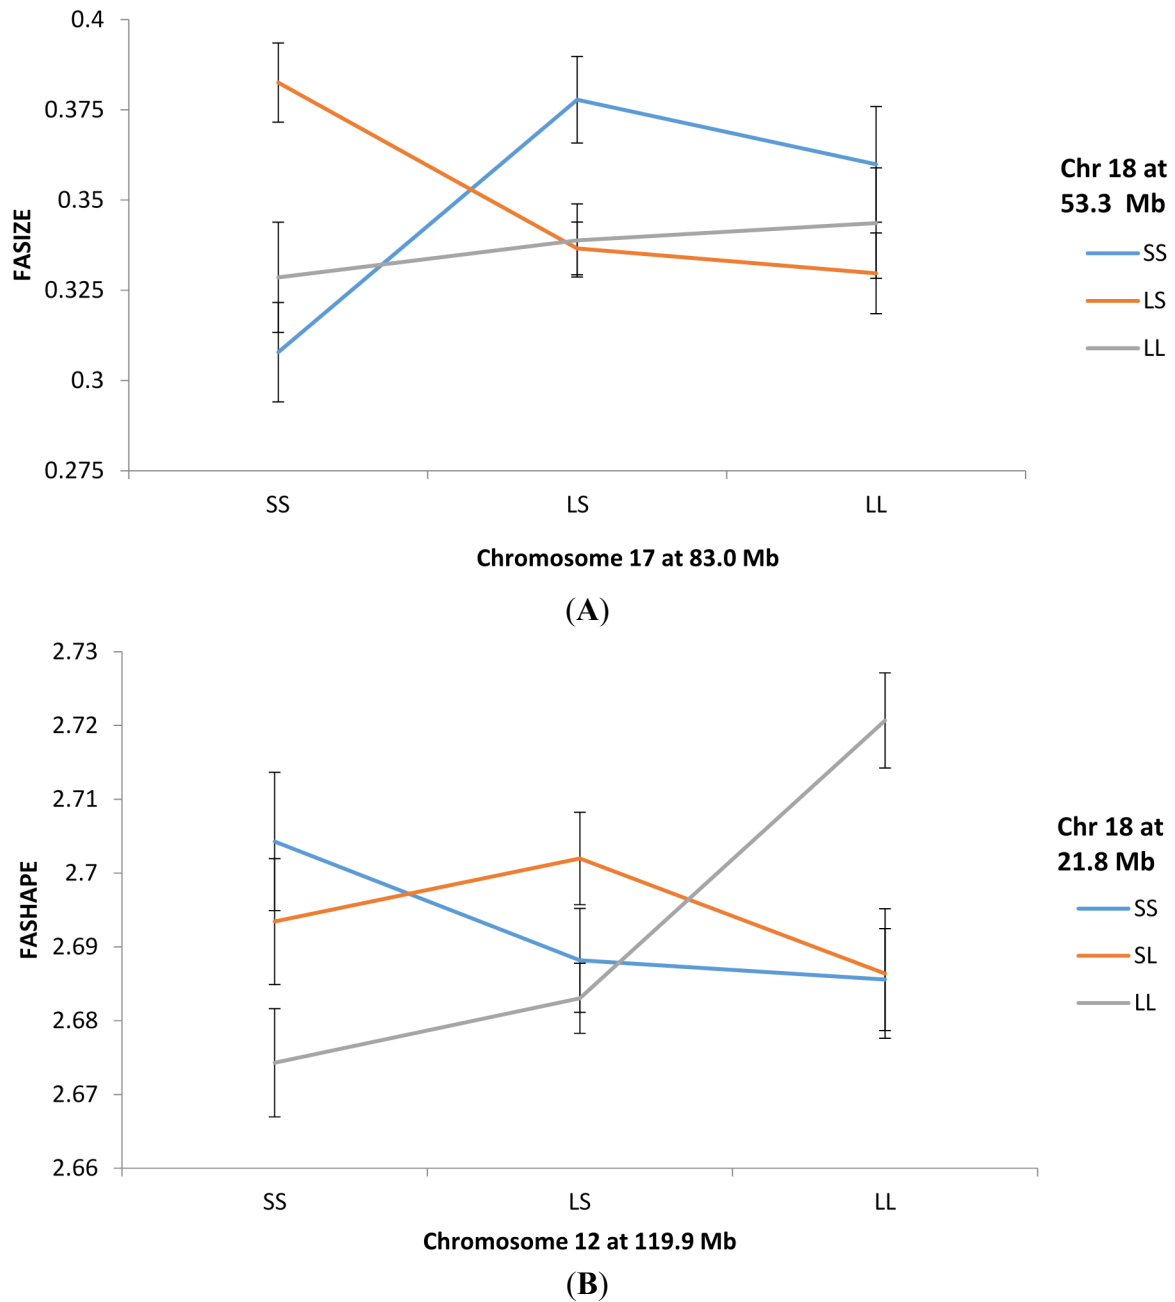 0.4
0.375
0.35
0.325
0.3
0.275
FASIZE
SS
LS
LL
Chromosome 17 at 83.0 Mb
Chr 18 at
53.3 Mb
SS
LS
LL
(A)
2.73
2.72
2.71
2.7
2.69
2.68
2.67
2.66
FASHAPE
SS
LS
LL
Chromosome 12 at 119.9 Mb
Chr 18 at
21.8 Mb
SS
SL
LL
(B)